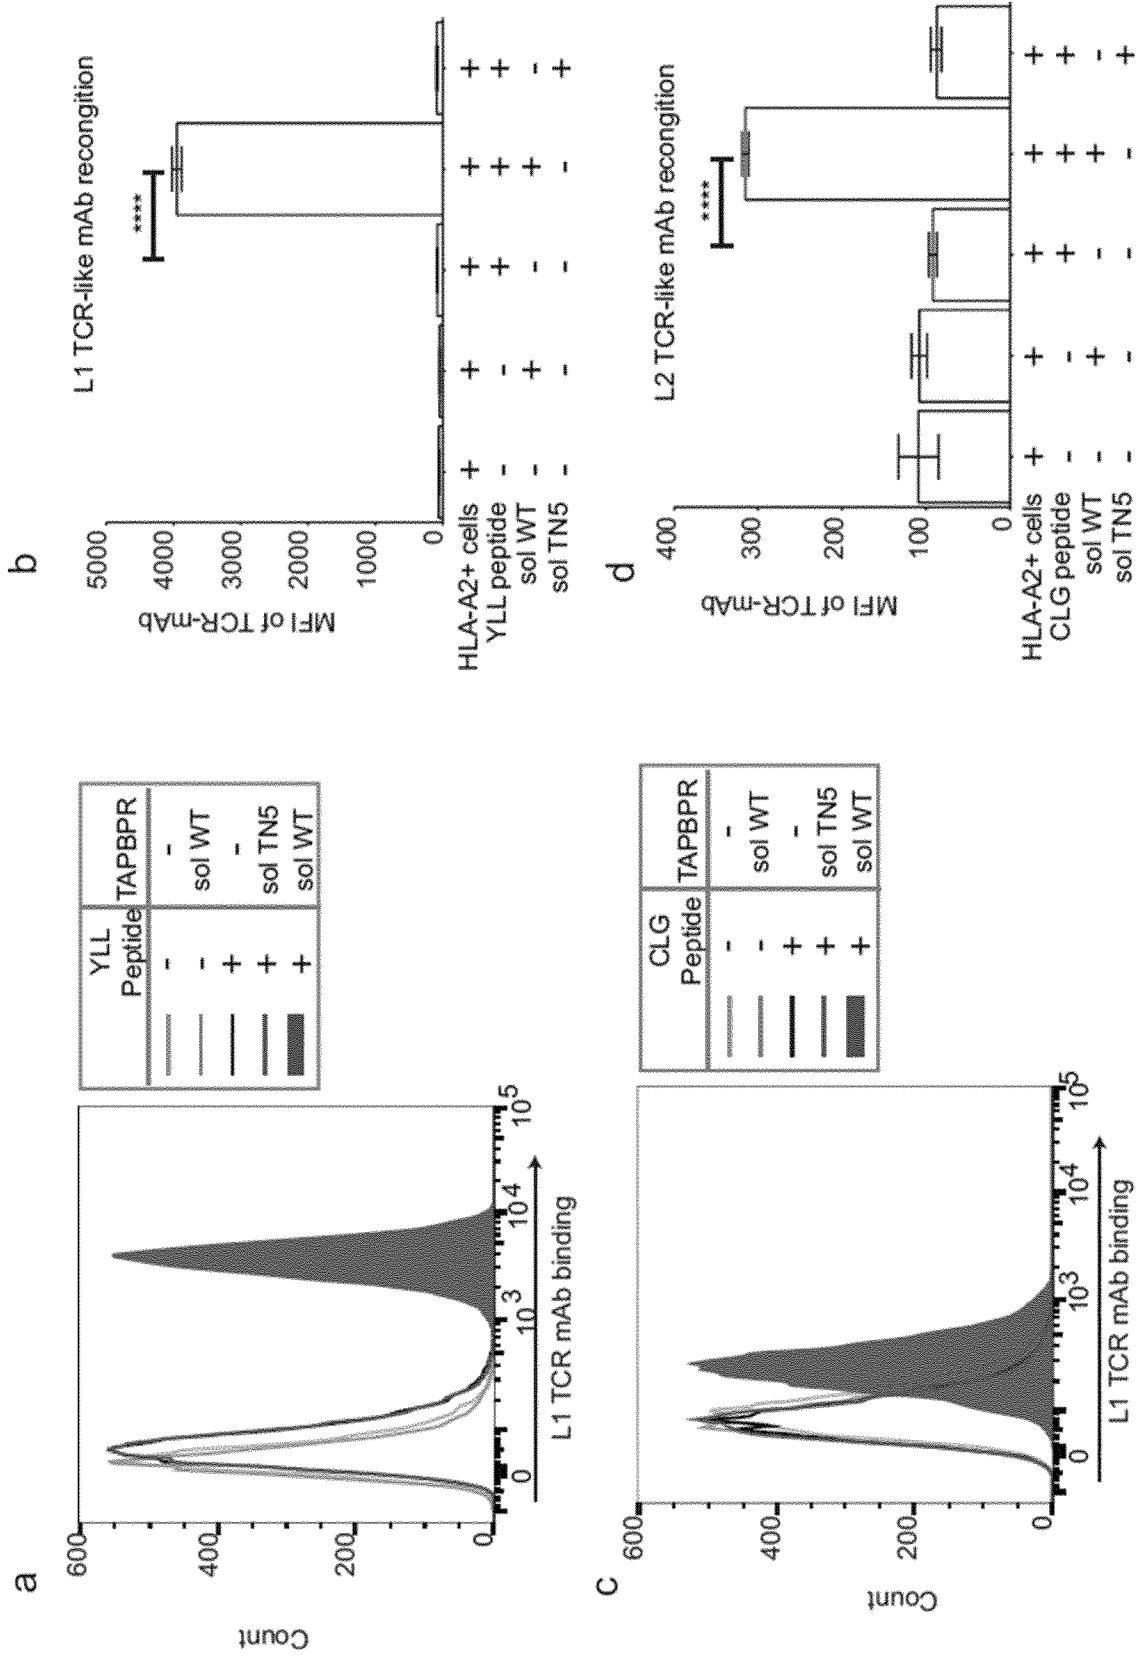 a
600
400
200
0
Count
0
10^3
10^4
10^5
L1 TCR mAb binding
YLL
Peptide
TAPBPR
- -
- sol WT
+ -
+ sol TN5
+ sol WT
b
L1 TCR-like mAb recongition
5000
4000
3000
2000
1000
0
MFI of TCR-mAb
****
HLA-A2+ cells + + + + +
YLL peptide - - + + +
sol WT - + - + -
sol TN5 - - - - +
c
600
400
200
0
Count
0
10^3
10^4
10^5
L1 TCR mAb binding
CLG
Peptide
TAPBPR
- -
- sol WT
+ -
+ sol TN5
+ sol WT
d
L2 TCR-like mAb recongition
400
300
200
100
0
MFI of TCR-mAb
****
HLA-A2+ cells + + + + +
CLG peptide - - + + +
sol WT - + - + -
sol TN5 - - - - +